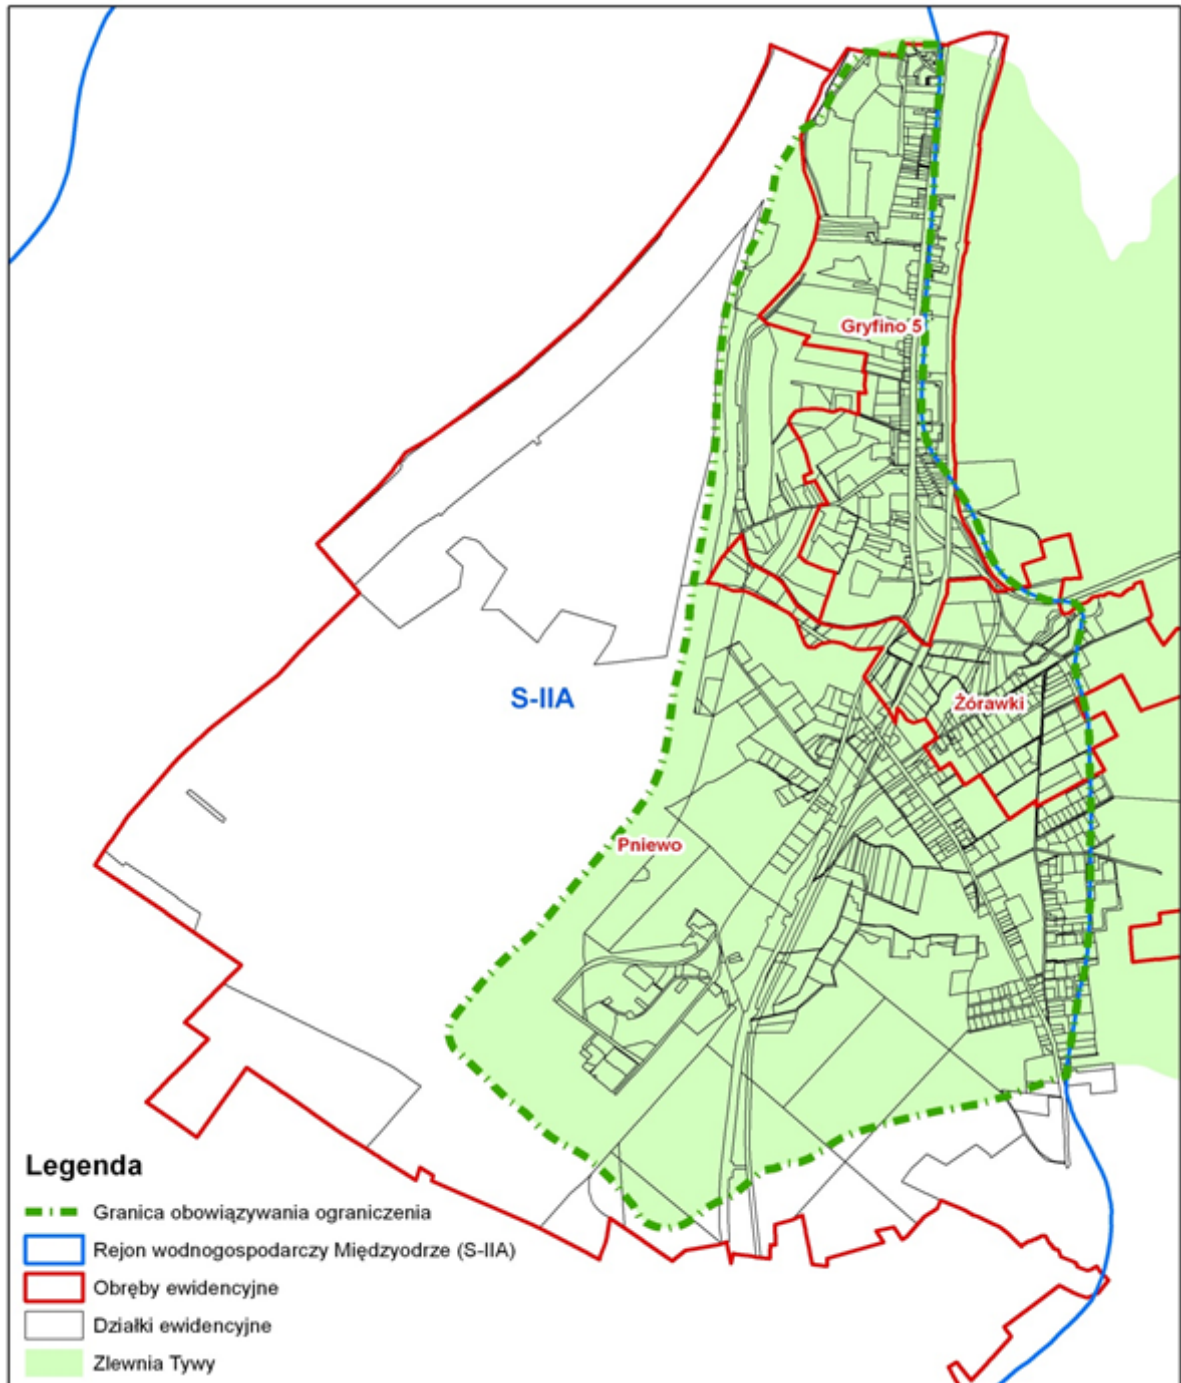 Gryfino 5
S-IIA
Żórawki
Pniewo
Legenda
Granica obowiązywania ograniczenia
Rejon wodnogospodarczy Międzyodrze (S-IIA)
Obręby ewidencyjne
Działki ewidencyjne
Zlewnia Tywy